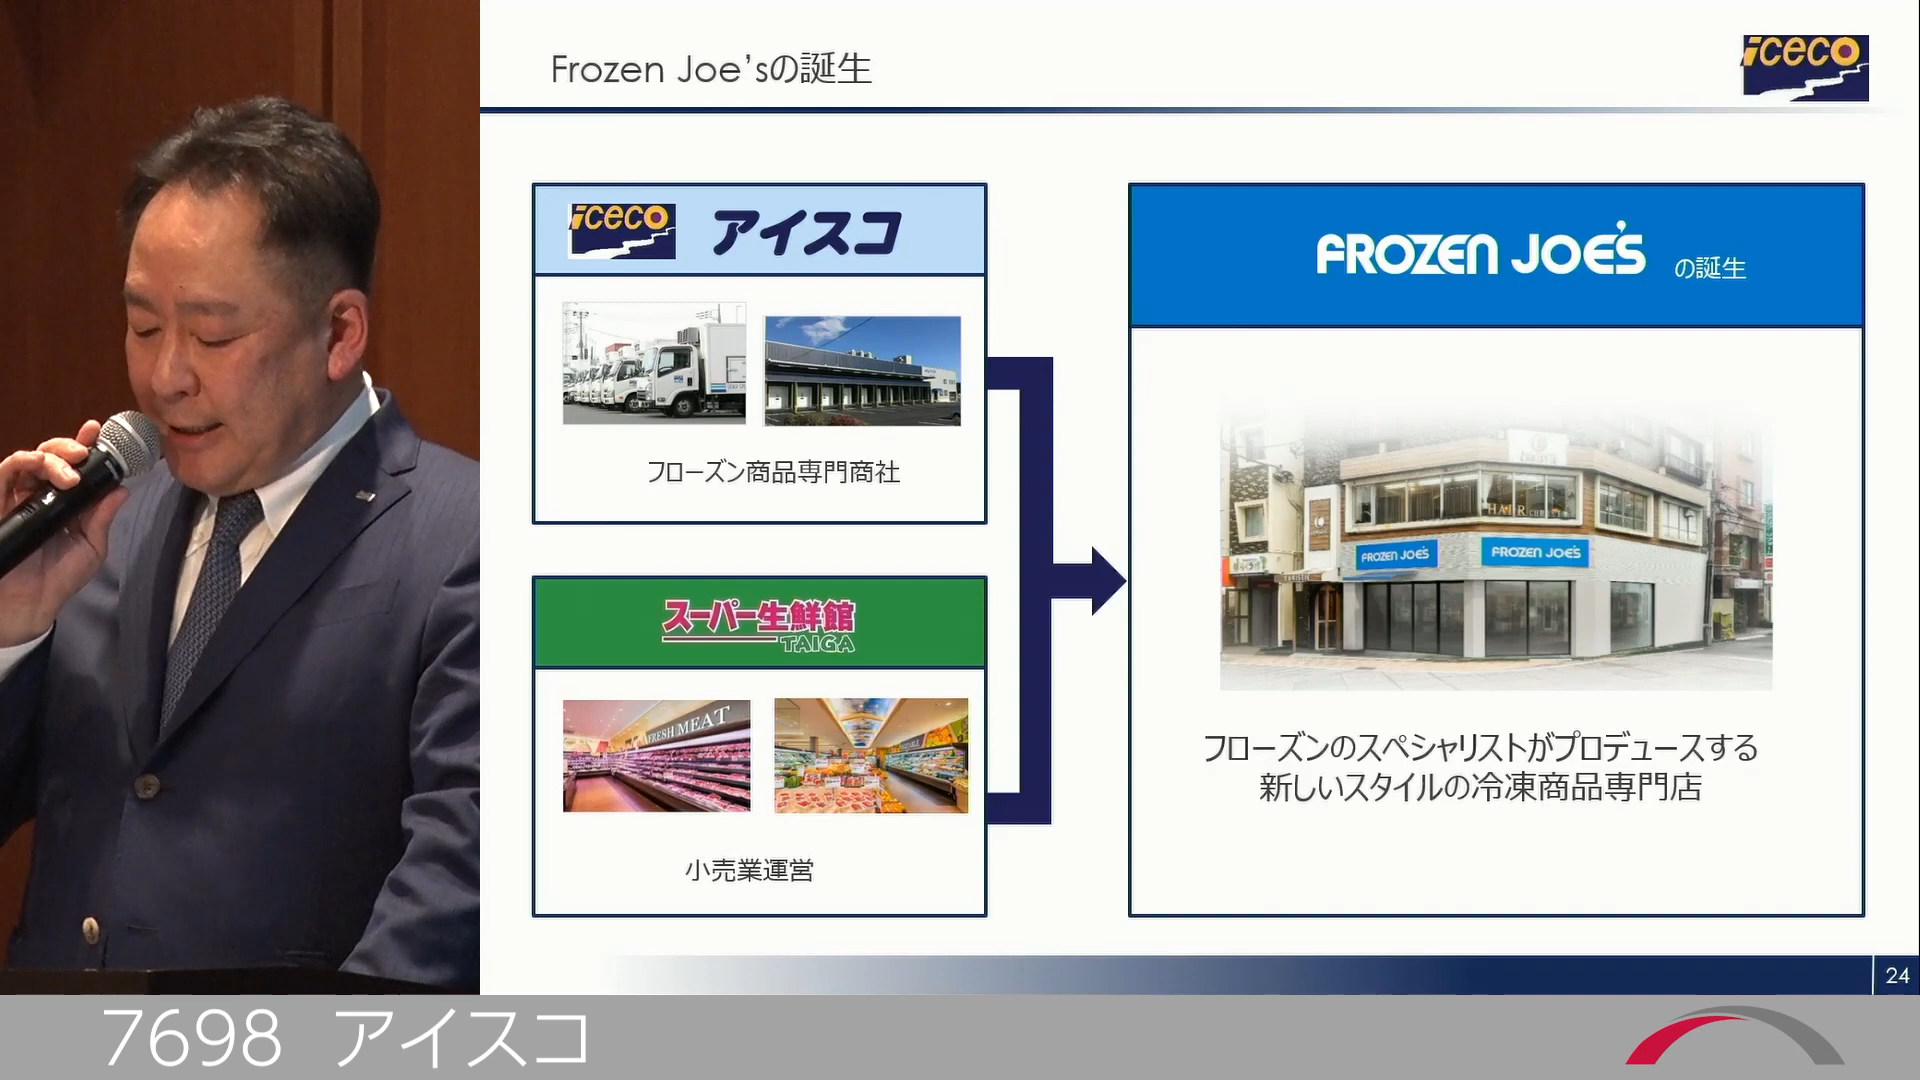 Frozen Joe'sの誕生
iceco
iceco アイスコ
フローズン商品専門商社
スーパー生鮮館
TAIGA
FRESH MEAT
小売業運営
FROZEN JOE'S の誕生
HAIR
FROZEN JOE'S
FROZEN JOE'S
フローズンのスペシャリストがプロデュースする
新しいスタイルの冷凍商品専門店
24
7698 アイスコ